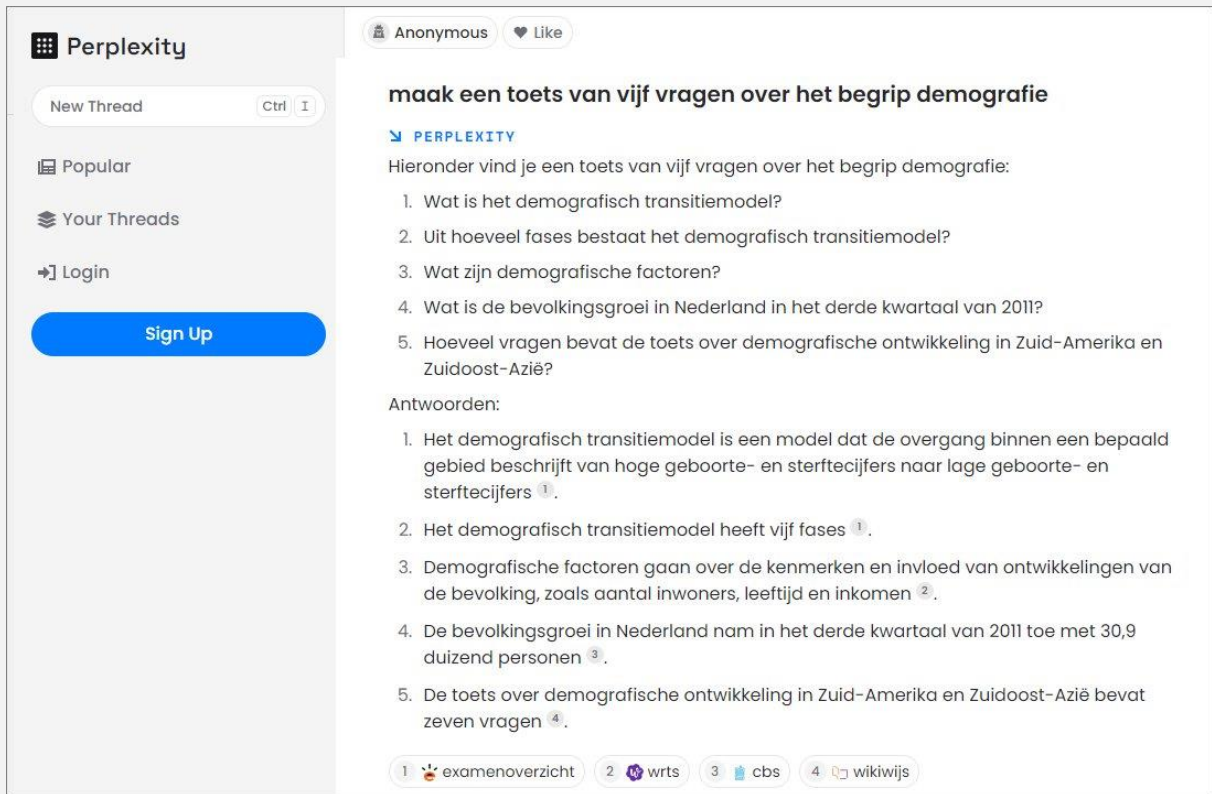 Perplexity
New Thread Ctrl I
Popular
Your Threads
Login
Sign Up
Anonymous Like
maak een toets van vijf vragen over het begrip demografie
PERPLEXITY
Hieronder vind je een toets van vijf vragen over het begrip demografie:
1. Wat is het demografisch transitiemodel?
2. Uit hoeveel fases bestaat het demografisch transitiemodel?
3. Wat zijn demografische factoren?
4. Wat is de bevolkingsgroei in Nederland in het derde kwartaal van 2011?
5. Hoeveel vragen bevat de toets over demografische ontwikkeling in Zuid-Amerika en
Zuidoost-Azië?
Antwoorden:
1. Het demografisch transitiemodel is een model dat de overgang binnen een bepaald
gebied beschrijft van hoge geboorte- en sterftecijfers naar lage geboorte- en
sterftecijfers 1.
2. Het demografisch transitiemodel heeft vijf fases 1.
3. Demografische factoren gaan over de kenmerken en invloed van ontwikkelingen van
de bevolking, zoals aantal inwoners, leeftijd en inkomen 2.
4. De bevolkingsgroei in Nederland nam in het derde kwartaal van 2011 toe met 30,9
duizend personen 3.
5. De toets over demografische ontwikkeling in Zuid-Amerika en Zuidoost-Azië bevat
zeven vragen 4.
1 examenoverzicht 2 wrts 3 cbs 4 wikiwijs